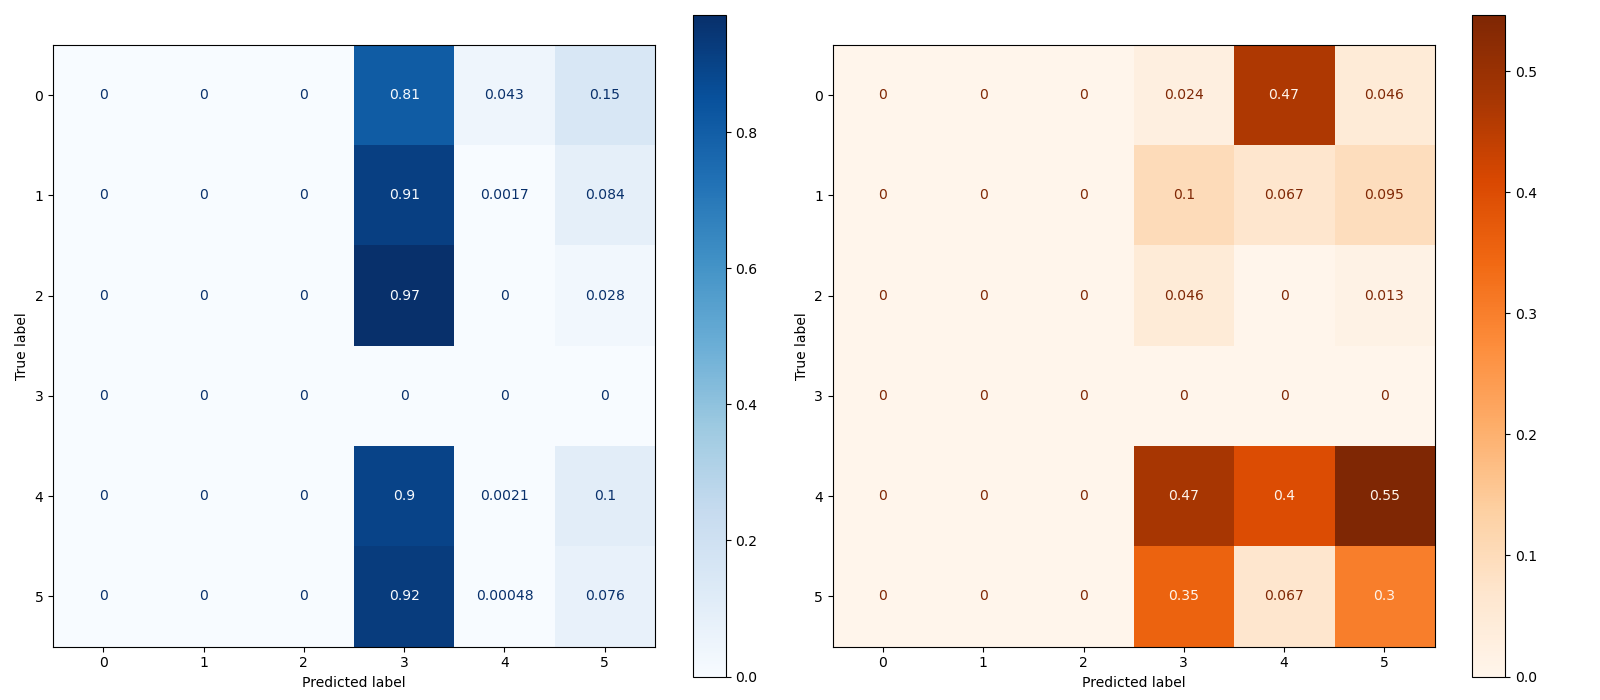 0 0 0 0 0.81 0.043 0.15
1 0 0 0 0.91 0.0017 0.084
2 0 0 0 0.97 0 0.028
3 0 0 0 0 0 0
4 0 0 0 0.9 0.0021 0.1
5 0 0 0 0.92 0.00048 0.076
0 1 2 3 4 5
Predicted label
True label
0.8
0.6
0.4
0.2
0.0
0 0 0 0 0.024 0.47 0.046
1 0 0 0 0.1 0.067 0.095
2 0 0 0 0.046 0 0.013
3 0 0 0 0 0 0
4 0 0 0 0.47 0.4 0.55
5 0 0 0 0.35 0.067 0.3
0 1 2 3 4 5
Predicted label
True label
0.5
0.4
0.3
0.2
0.1
0.0